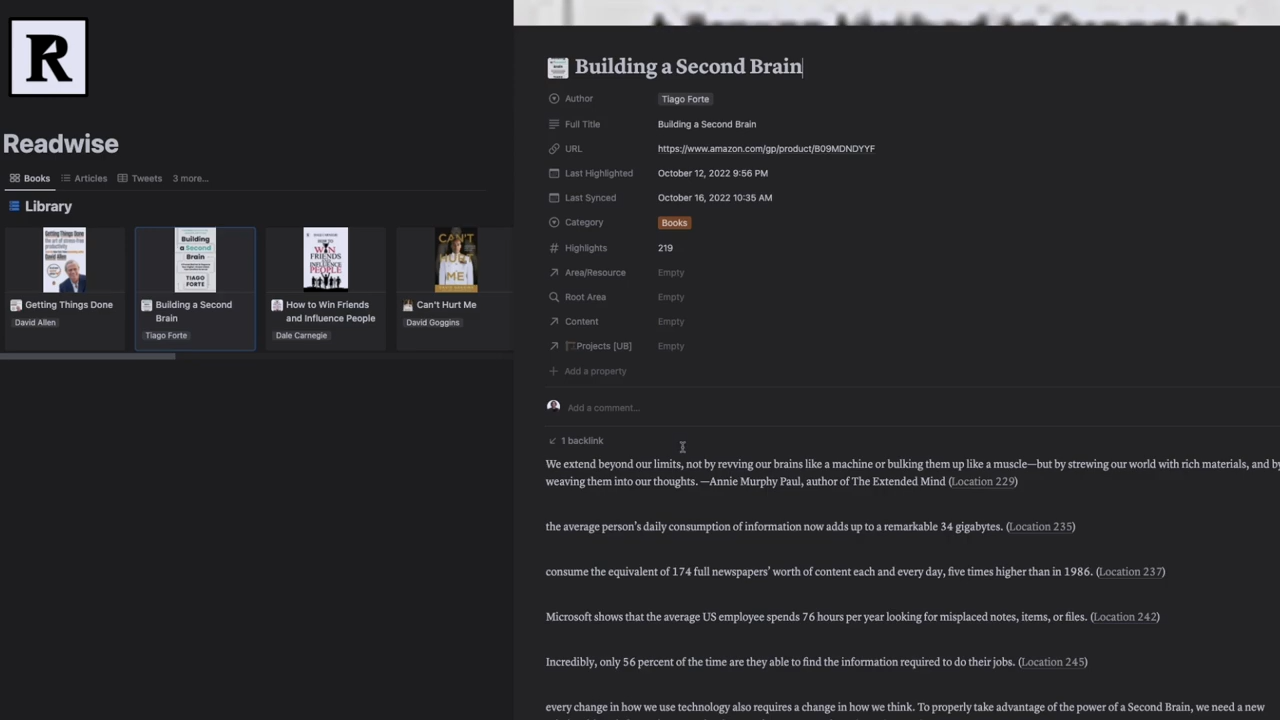 R
Readwise
Books Articles Tweets 3 more...
Library
Getting Things Done
David Allen
Building a Second
Brain
Tiago Forte
How to Win Friends
and Influence People
Dale Carnegie
Can't Hurt Me
David Goggins
Building a Second Brain
Author Tiago Forte
Full Title Building a Second Brain
URL https://www.amazon.com/gp/product/B09MDNDYYF
Last Highlighted October 12, 2022 9:56 PM
Last Synced October 16, 2022 10:35 AM
Category Books
Highlights 219
Area/Resource Empty
Root Area Empty
Content Empty
Projects [UB] Empty
Add a property
Add a comment...
1 backlink
We extend beyond our limits, not by revving our brains like a machine or bulking them up like a muscle—but by strewing our world with rich materials, and by
weaving them into our thoughts. —Annie Murphy Paul, author of The Extended Mind (Location 229)
the average person's daily consumption of information now adds up to a remarkable 34 gigabytes. (Location 235)
consume the equivalent of 174 full newspapers' worth of content each and every day, five times higher than in 1986. (Location 237)
Microsoft shows that the average US employee spends 76 hours per year looking for misplaced notes, items, or files. (Location 242)
Incredibly, only 56 percent of the time are they able to find the information required to do their jobs. (Location 245)
every change in how we use technology also requires a change in how we think. To properly take advantage of the power of a Second Brain, we need a new